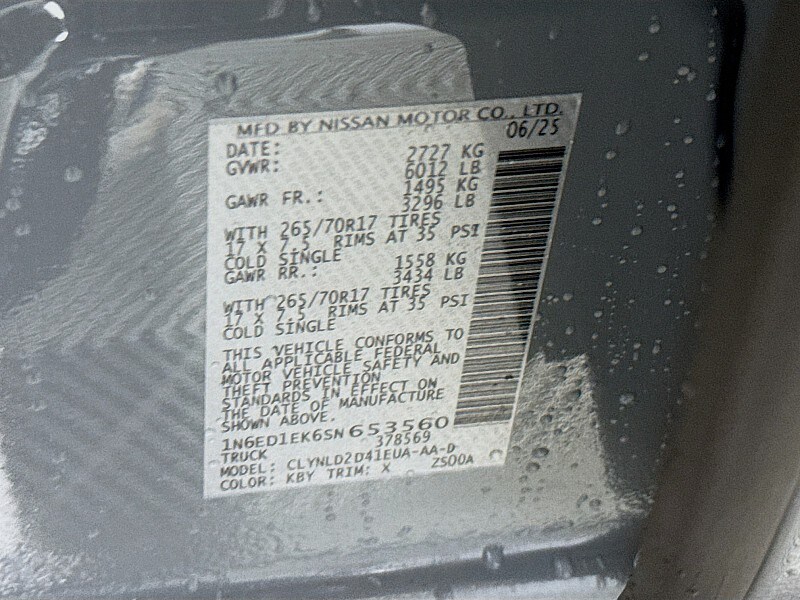 MFD BY NISSAN MOTOR CO., LTD.
DATE: 06/25
GVWR: 2727 KG
6012 LB
GAWR FR.: 1495 KG
3296 LB
WITH 265/70R17 TIRES
17 X 7.5 RIMS AT 35 PSI
COLD SINGLE
GAWR RR.: 1558 KG
3434 LB
WITH 265/70R17 TIRES
17 X 7.5 RIMS AT 35 PSI
COLD SINGLE
THIS VEHICLE CONFORMS TO
ALL APPLICABLE FEDERAL
MOTOR VEHICLE SAFETY AND
THEFT PREVENTION
STANDARDS IN EFFECT ON
THE DATE OF MANUFACTURE
SHOWN ABOVE.
1N6ED1EK6SN653560
TRUCK 378569
MODEL: CLYNLD2D41EUA-AA-D
COLOR: KBY TRIM: X ZS00A